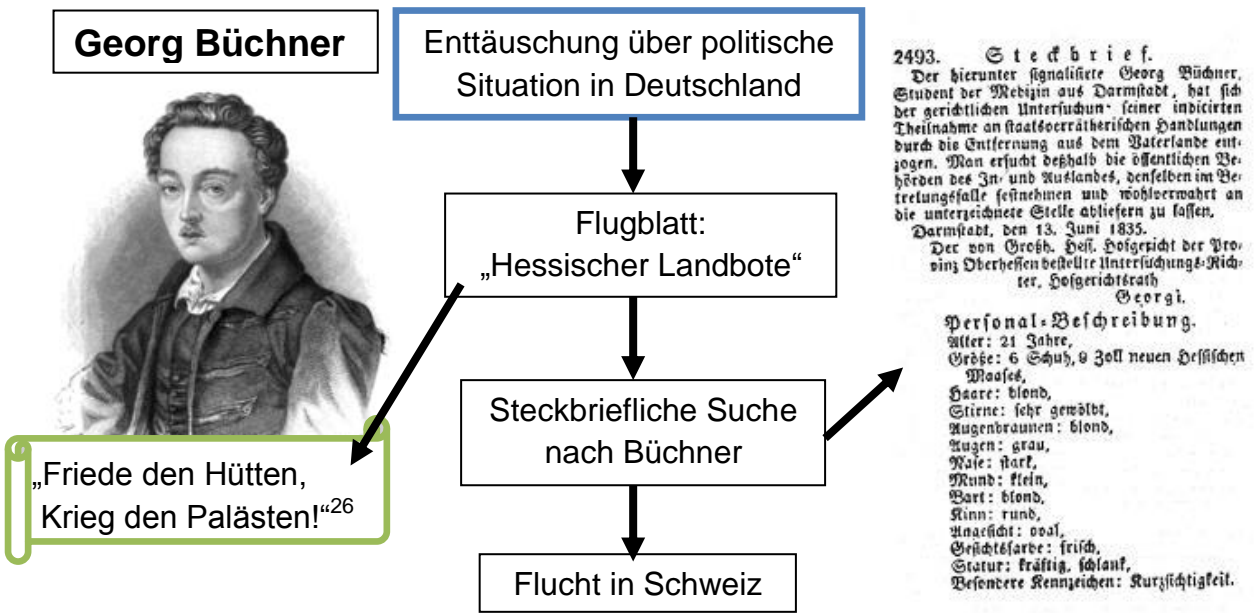 Georg Büchner
Enttäuschung über politische
Situation in Deutschland
Flugblatt:
„Hessischer Landbote“
„Friede den Hütten,
Krieg den Palästen!“26
Steckbriefliche Suche
nach Büchner
Flucht in Schweiz
2493. Steckbrief.
Der hierunter signalisirte Georg Büchner,
Student der Medizin aus Darmstadt, hat sich
der gerichtlichen Untersuchun seiner indicirten
Theilnahme an staatsverrätherischen Handlungen
durch die Entfernung aus dem Vaterlande ent-
zogen. Man ersucht deßhalb die öffentlichen Be-
hörden des In- und Auslandes, denselben im Be-
tretungsfalle festnehmen und wohlverwahrt an
die unterzeichnete Stelle abliefern zu lassen.
Darmstadt, den 13. Juni 1835.
Der von Großh. Hess. Hofgericht der Pro-
vinz Oberhessen bestellte Untersuchungs-Rich-
ter, Hofgerichtsrath
Georgi.
Personal-Beschreibung.
Alter: 21 Jahre,
Größe: 6 Schuh, 9 Zoll neuen Hessischen
Maases,
Haare: blond,
Stirne: sehr gewölbt,
Augenbraunen: blond,
Augen: grau,
Nase: stark,
Mund: klein,
Bart: blond,
Kinn: rund,
Angesicht: oval,
Gesichtsfarbe: frisch,
Statur: kräftig, schlank,
Besondere Kennzeichen: Kurzsichtigkeit.